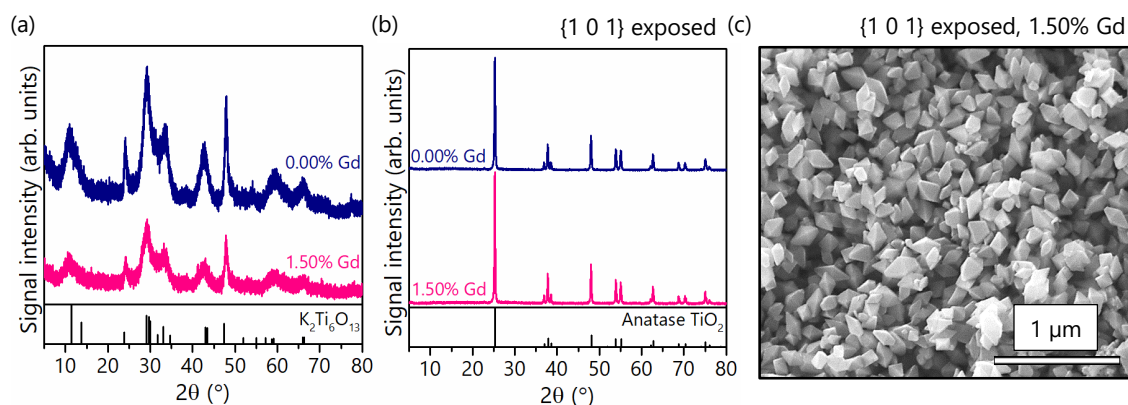 (a)
Signal intensity (arb. units)
0.00% Gd
1.50% Gd
K₂Ti₆O₁₃
10 20 30 40 50 60 70 80
2θ (°)
(b)
{1 0 1} exposed
Signal intensity (arb. units)
0.00% Gd
1.50% Gd
Anatase TiO₂
10 20 30 40 50 60 70 80
2θ (°)
(c)
{1 0 1} exposed, 1.50% Gd
1 μm